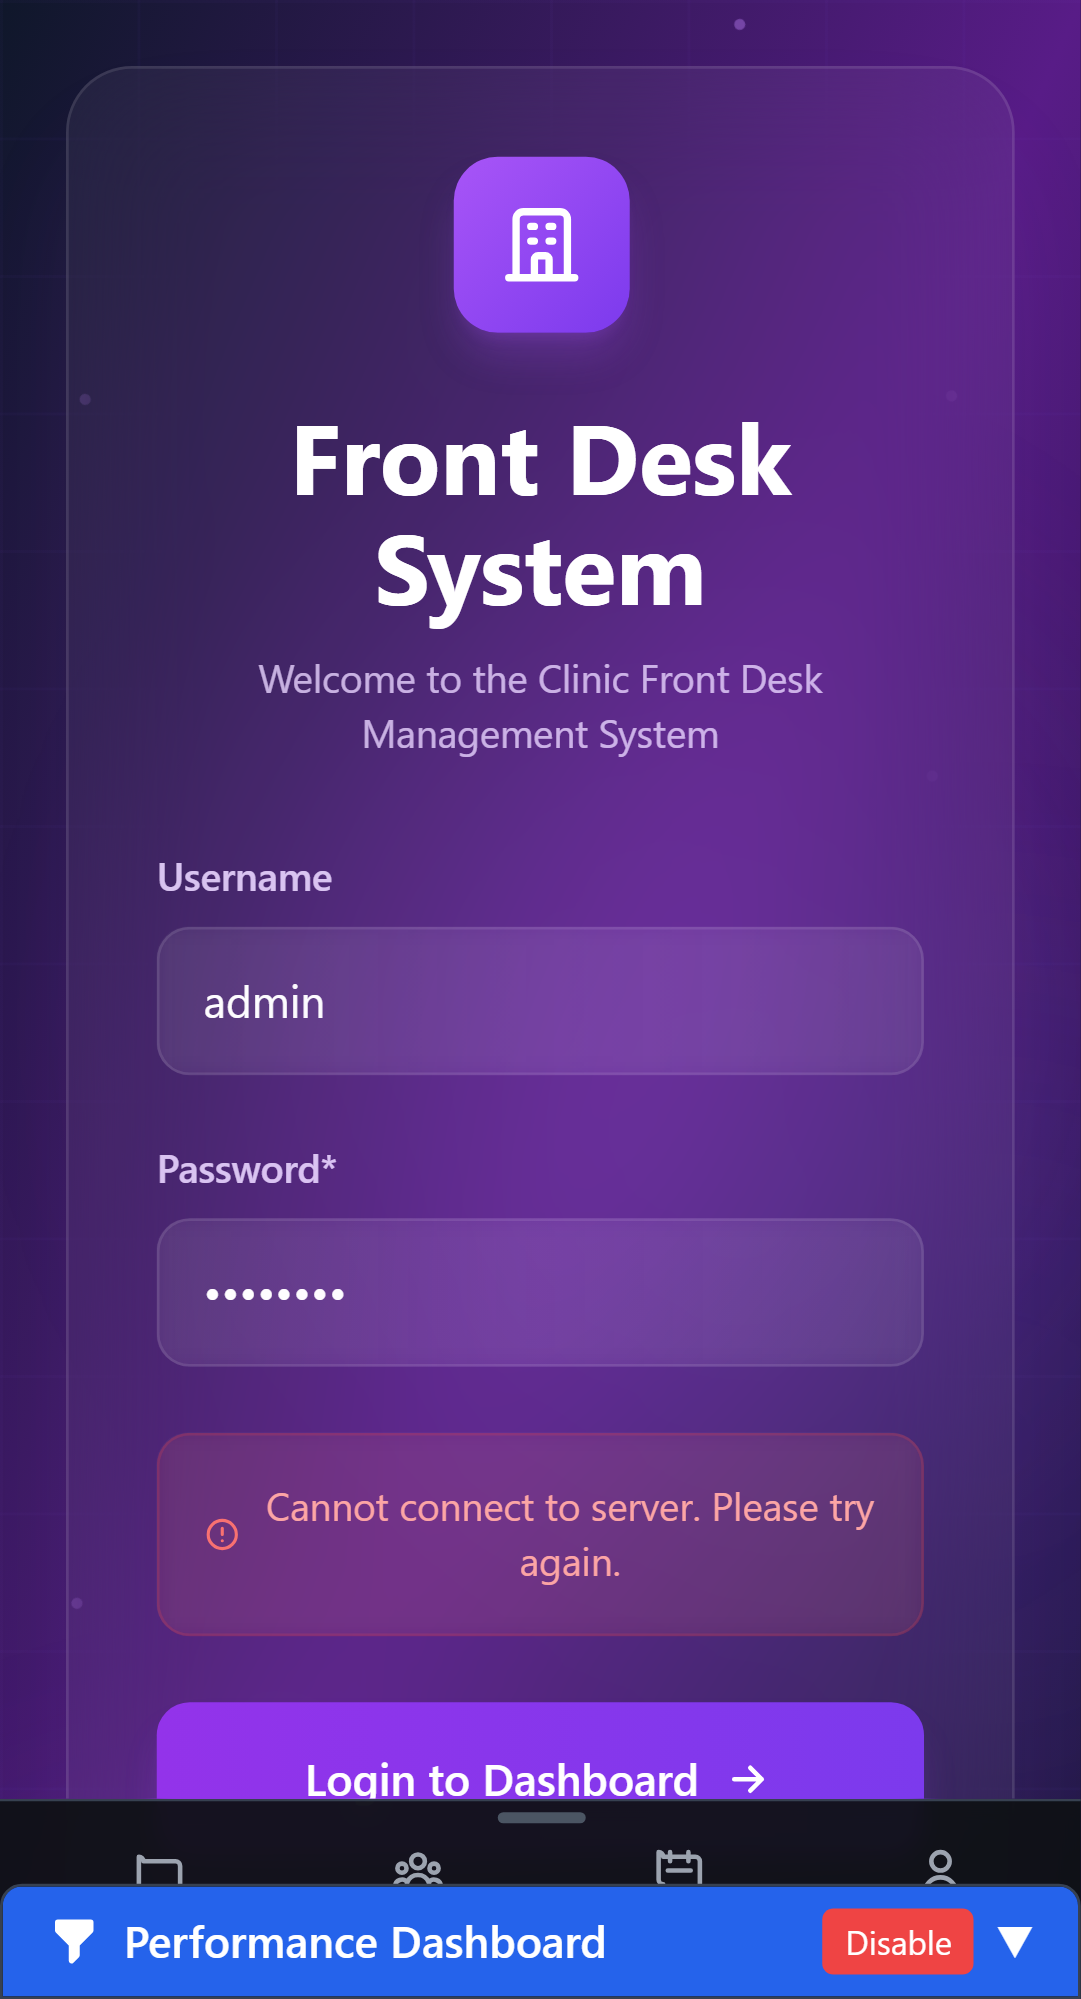 Front Desk
System
Welcome to the Clinic Front Desk
Management System
Username
admin
Password*
Cannot connect to server. Please try
again.
Login to Dashboard
Performance Dashboard
Disable